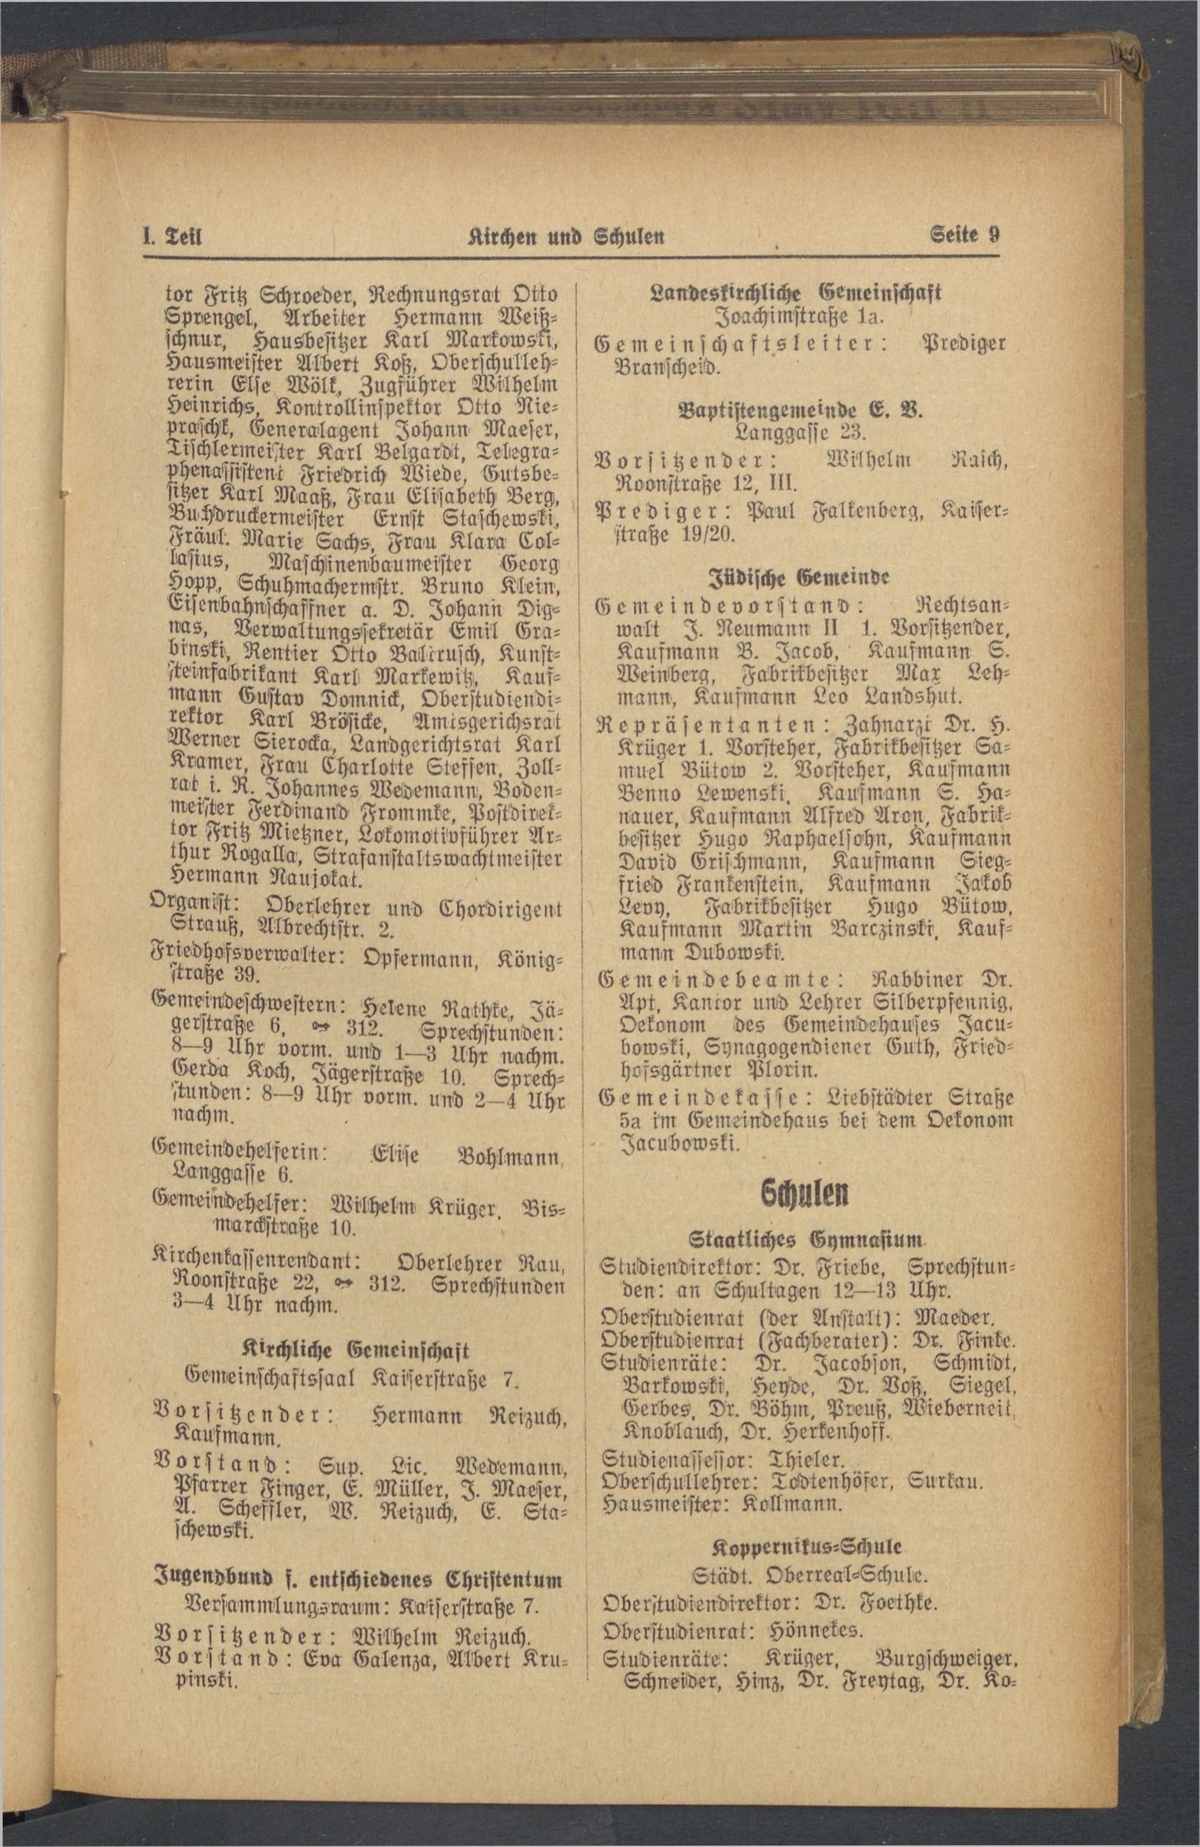 I. Teil
Kirchen und Schulen
Seite 9
tor Fritz Schroeder, Rechnungsrat Otto
Sprengel, Arbeiter Hermann Weiß-
schnur, Hausbesitzer Karl Markowski,
Hausmeister Albert Koß, Oberschulleh-
rerin Else Wölk, Zugführer Wilhelm
Heinrichs, Kontrollinspektor Otto Nie-
praschk, Generalagent Johann Maeser,
Tischlermeister Karl Belgardt, Telegra-
phenassistent Friedrich Wiede, Gutsbe-
sitzer Karl Maaß, Frau Elisabeth Berg,
Buchdruckermeister Ernst Staschewski,
Fräul. Marie Sachs, Frau Klara Col-
lasius, Maschinenbaumeister Georg
Hopp, Schuhmachermstr. Bruno Klein,
Eisenbahnschaffner a. D. Johann Dig-
nas, Verwaltungssekretär Emil Gra-
binski, Rentier Otto Baltrusch, Kunst-
steinfabrikant Karl Markewitz, Kauf-
mann Gustav Domnick, Oberstudiendi-
rektor Karl Brösicke, Amtsgerichsrat
Werner Sierocka, Landgerichtsrat Karl
Kramer, Frau Charlotte Steffen, Zoll-
rat i. R. Johannes Wedemann, Boden-
meister Ferdinand Frommke, Postdirek-
tor Fritz Mietzner, Lokomotivführer Ar-
thur Rogalla, Strafanstaltswachtmeister
Hermann Naujokat.
Organist: Oberlehrer und Chordirigent
Strauß, Albrechtstr. 2.
Friedhofsverwalter: Opfermann, König-
straße 39.
Gemeindeschwestern: Helene Rathke, Jä-
gerstraße 6, 312. Sprechstunden:
8—9 Uhr vorm. und 1—3 Uhr nachm.
Gerda Koch, Jägerstraße 10. Sprech-
stunden: 8—9 Uhr vorm. und 2—4 Uhr
nachm.
Gemeindehelferin: Elise Bohlmann,
Langgasse 6.
Gemeindehelfer: Wilhelm Krüger, Bis-
marckstraße 10.
Kirchenkassenrendant: Oberlehrer Rau,
Roonstraße 22, 312. Sprechstunden
3—4 Uhr nachm.
Kirchliche Gemeinschaft
Gemeinschaftssaal Kaiserstraße 7.
Vorsitzender: Hermann Reizuch,
Kaufmann.
Vorstand: Sup. Lic. Wedemann,
Pfarrer Finger, E. Müller, J. Maeser,
A. Scheffler, W. Reizuch, E. Sta-
schewski.
Jugendbund f. entschiedenes Christentum
Versammlungsraum: Kaiserstraße 7.
Vorsitzender: Wilhelm Reizuch.
Vorstand: Eva Galenza, Albert Kru-
pinski.
Landeskirchliche Gemeinschaft
Joachimstraße 1a.
Gemeinschaftsleiter: Prediger
Branscheid.
Baptistengemeinde E. V.
Langgasse 23.
Vorsitzender: Wilhelm Rasch,
Roonstraße 12, III.
Prediger: Paul Falkenberg, Kaiser-
straße 19/20.
Jüdische Gemeinde
Gemeindevorstand: Rechtsan-
walt J. Neumann II 1. Vorsitzender,
Kaufmann B. Jacob, Kaufmann S.
Weinberg, Fabrikbesitzer Max Leh-
mann, Kaufmann Leo Landshut.
Repräsentanten: Zahnarzt Dr. H.
Krüger 1. Vorsteher, Fabrikbesitzer Sa-
muel Bütow 2. Vorsteher, Kaufmann
Benno Lewenski, Kaufmann S. Ha-
nauer, Kaufmann Alfred Aron, Fabrik-
besitzer Hugo Raphaelsohn, Kaufmann
David Grischmann, Kaufmann Sieg-
fried Frankenstein, Kaufmann Jakob
Levy, Fabrikbesitzer Hugo Bütow,
Kaufmann Martin Barczinski, Kauf-
mann Dubowski.
Gemeindebeamte: Rabbiner Dr.
Apt, Kantor und Lehrer Silberpfennig,
Oekonom des Gemeindehauses Jacu-
bowski, Synagogendiener Guth, Fried-
hofsgärtner Plorin.
Gemeindekasse: Liebstädter Straße
5a im Gemeindehaus bei dem Oekonom
Jacubowski.
Schulen
Staatliches Gymnasium
Studiendirektor: Dr. Friebe, Sprechstun-
den: an Schultagen 12—13 Uhr.
Oberstudienrat (der Anstalt): Maeder.
Oberstudienrat (Fachberater): Dr. Finke.
Studienräte: Dr. Jacobson, Schmidt,
Barkowski, Heyde, Dr. Voß, Siegel,
Gerbes, Dr. Böhm, Preuß, Wieberneit,
Knoblauch, Dr. Herkenhoff.
Studienassessor: Thieler.
Oberschullehrer: Todtenhöfer, Surkau.
Hausmeister: Kollmann.
Koppernikus-Schule
Städt. Oberreal-Schule.
Oberstudiendirektor: Dr. Foethke.
Oberstudienrat: Hönnekes.
Studienräte: Krüger, Burgschweiger,
Schneider, Hinz, Dr. Freytag, Dr. Ko-